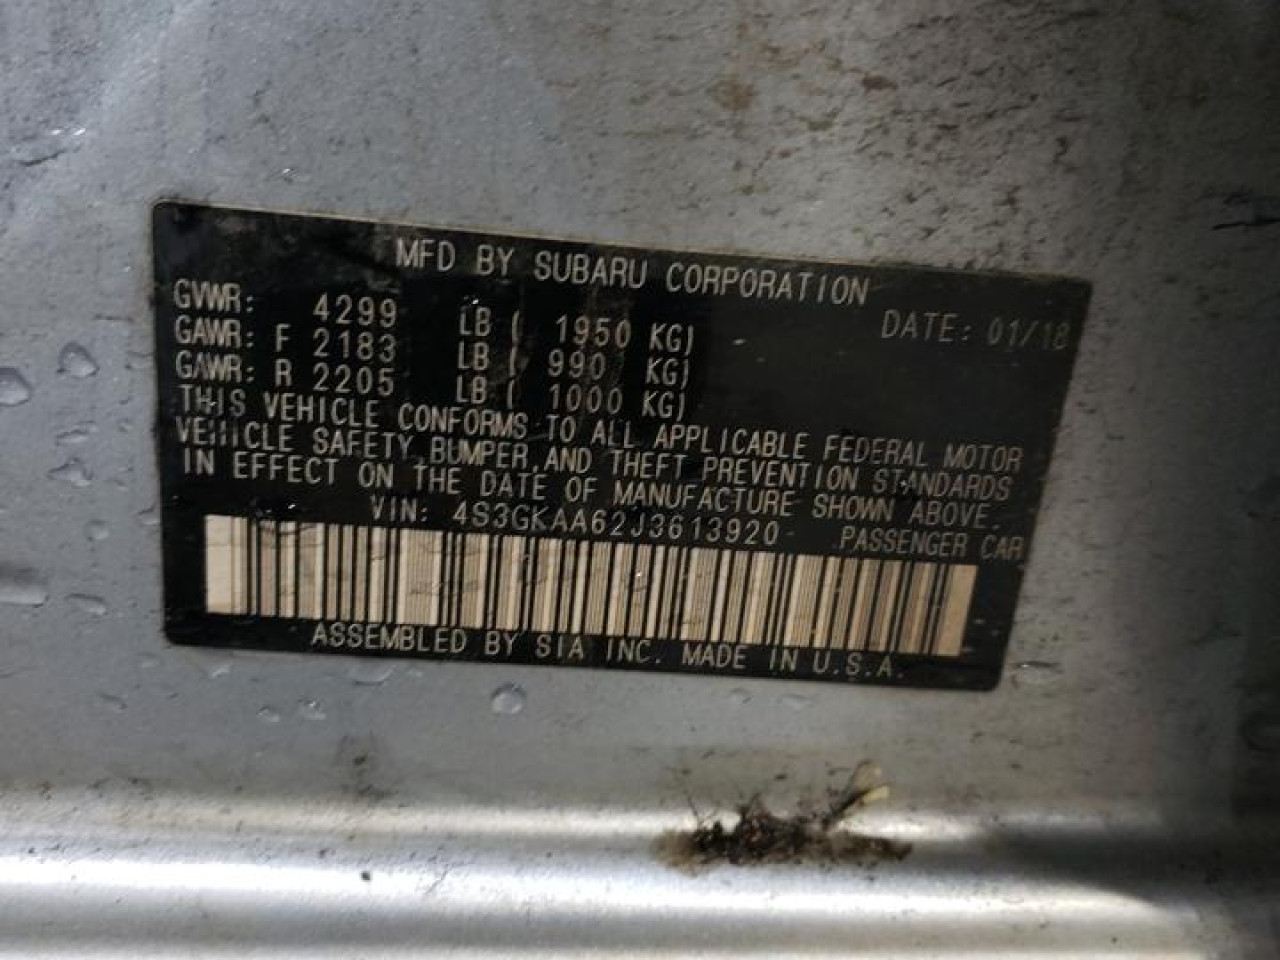 MFD BY SUBARU CORPORATION
GVWR: 4299 LB ( 1950 KG) DATE: 01/18
GAWR: F 2183 LB ( 990 KG)
GAWR: R 2205 LB ( 1000 KG)
THIS VEHICLE CONFORMS TO ALL APPLICABLE FEDERAL MOTOR
VEHICLE SAFETY, BUMPER, AND THEFT PREVENTION STANDARDS
IN EFFECT ON THE DATE OF MANUFACTURE SHOWN ABOVE.
VIN: 4S3GKAA62J3613920 PASSENGER CAR
ASSEMBLED BY SIA INC. MADE IN U.S.A.